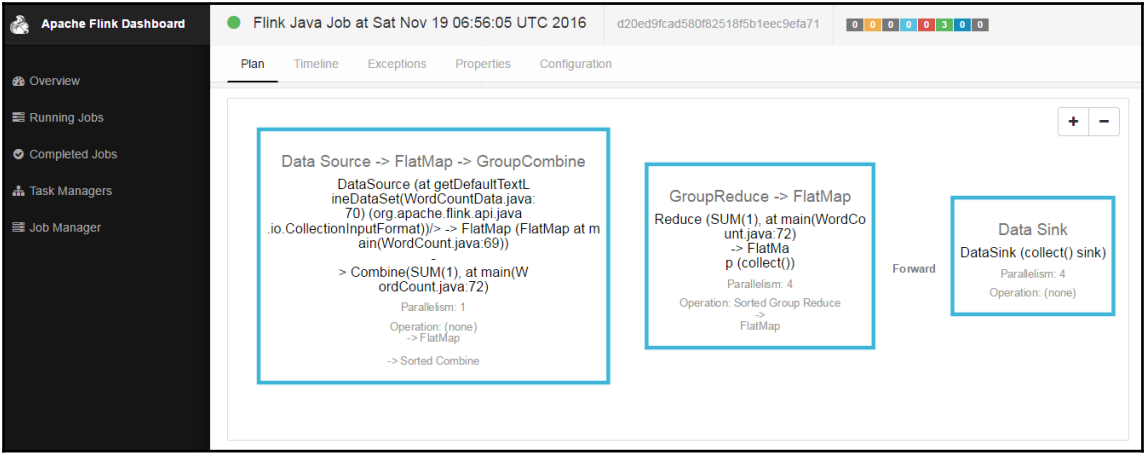 Apache Flink Dashboard
Overview
Running Jobs
Completed Jobs
Task Managers
Job Manager
Flink Java Job at Sat Nov 19 06:56:05 UTC 2016
d20ed9fcad580f82518f5b1eec9efa71
0 0 0 0 0 3 0 0
Plan Timeline Exceptions Properties Configuration
+ −
Data Source -> FlatMap -> GroupCombine
DataSource (at getDefaultTextL
ineDataSet(WordCountData.java:
70) (org.apache.flink.api.java
.io.CollectionInputFormat))/> -> FlatMap (FlatMap at m
ain(WordCount.java:69))
-
> Combine(SUM(1), at main(W
ordCount.java:72)
Parallelism: 1
Operation: (none)
-> FlatMap
-> Sorted Combine
GroupReduce -> FlatMap
Reduce (SUM(1), at main(WordCo
unt.java:72)
-> FlatMa
p (collect())
Parallelism: 4
Operation: Sorted Group Reduce
->
FlatMap
Forward
Data Sink
DataSink (collect() sink)
Parallelism: 4
Operation: (none)